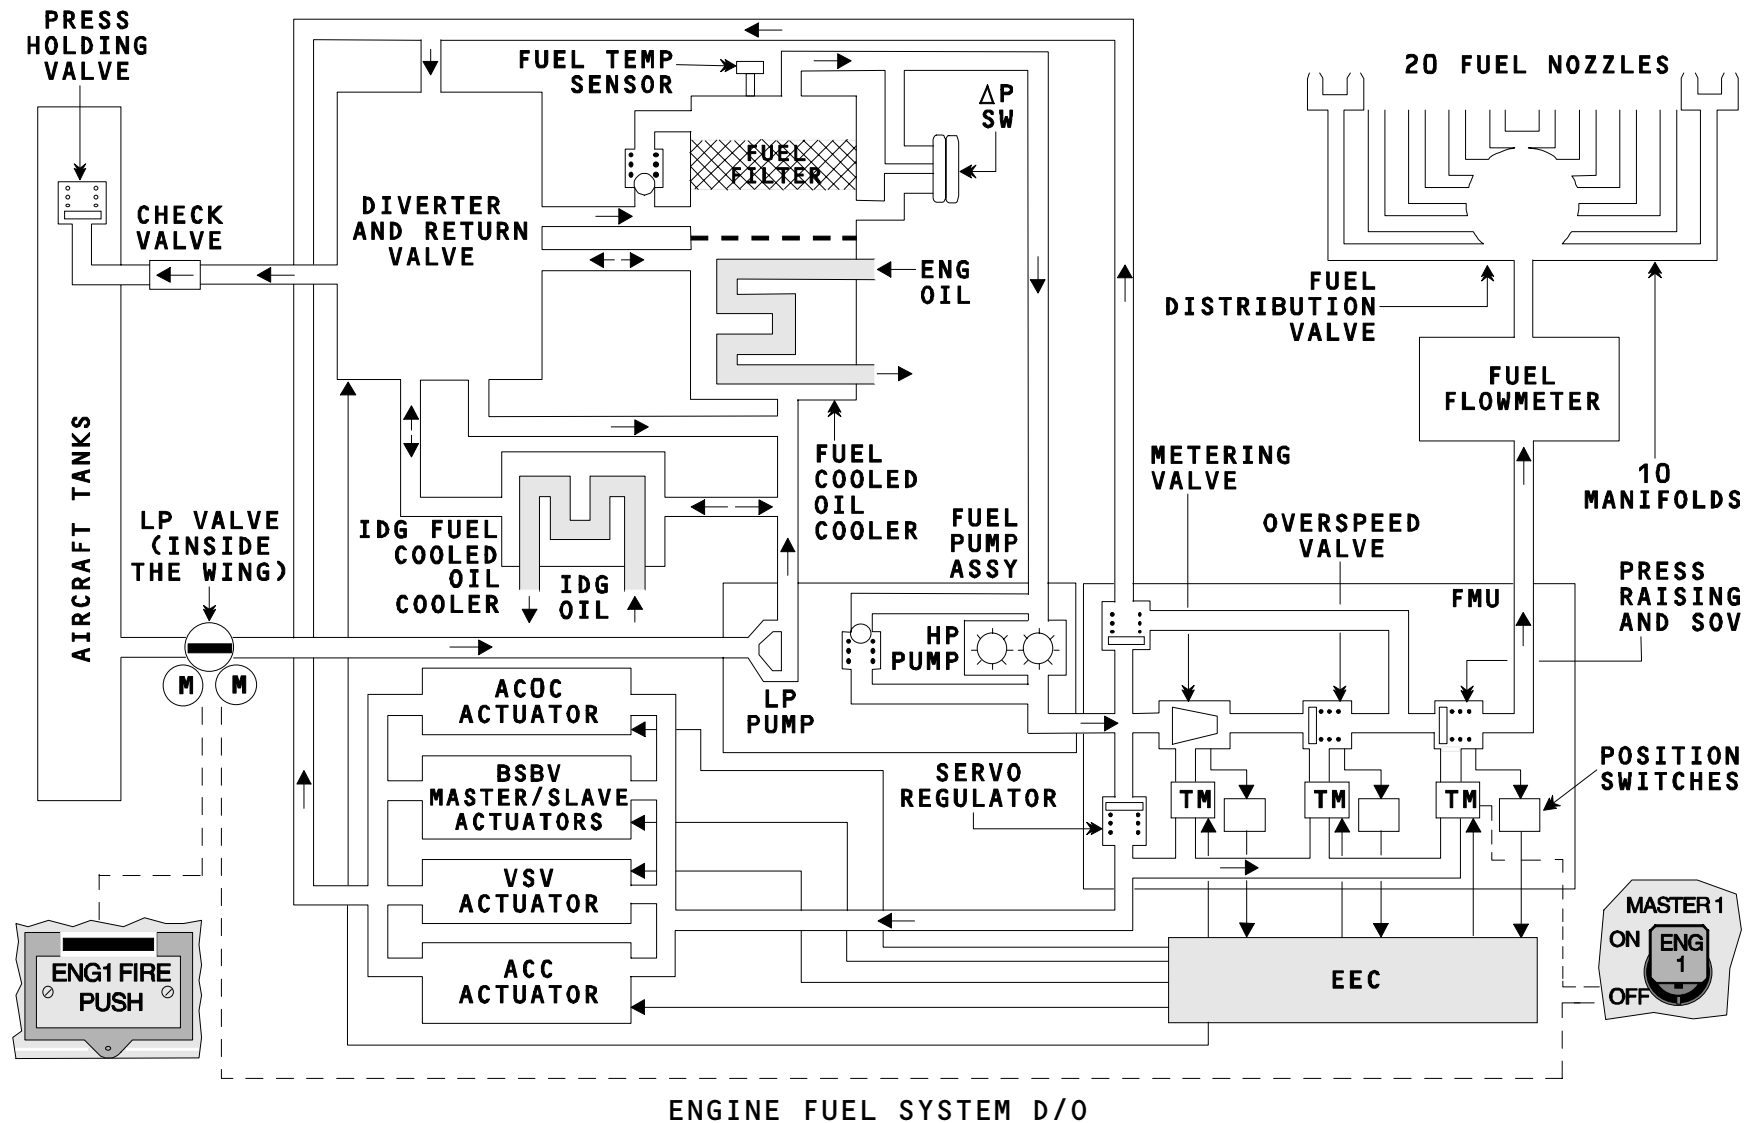 PRESS
HOLDING
VALVE
FUEL TEMP
SENSOR
ΔP
SW
20 FUEL NOZZLES
FUEL
FILTER
CHECK
VALVE
DIVERTER
AND RETURN
VALVE
ENG
OIL
FUEL
DISTRIBUTION
VALVE
FUEL
FLOWMETER
AIRCRAFT TANKS
FUEL
COOLED
OIL
COOLER
METERING
VALVE
10
MANIFOLDS
LP VALVE
(INSIDE
THE WING)
IDG FUEL
COOLED
OIL
COOLER
IDG
OIL
FUEL
PUMP
ASSY
OVERSPEED
VALVE
FMU
PRESS
RAISING
AND SOV
HP
PUMP
M
M
LP
PUMP
ACOC
ACTUATOR
BSBV
MASTER/SLAVE
ACTUATORS
VSV
ACTUATOR
ACC
ACTUATOR
SERVO
REGULATOR
TM
TM
TM
POSITION
SWITCHES
ENG1 FIRE
PUSH
EEC
MASTER 1
ON
ENG
1
OFF
ENGINE FUEL SYSTEM D/O